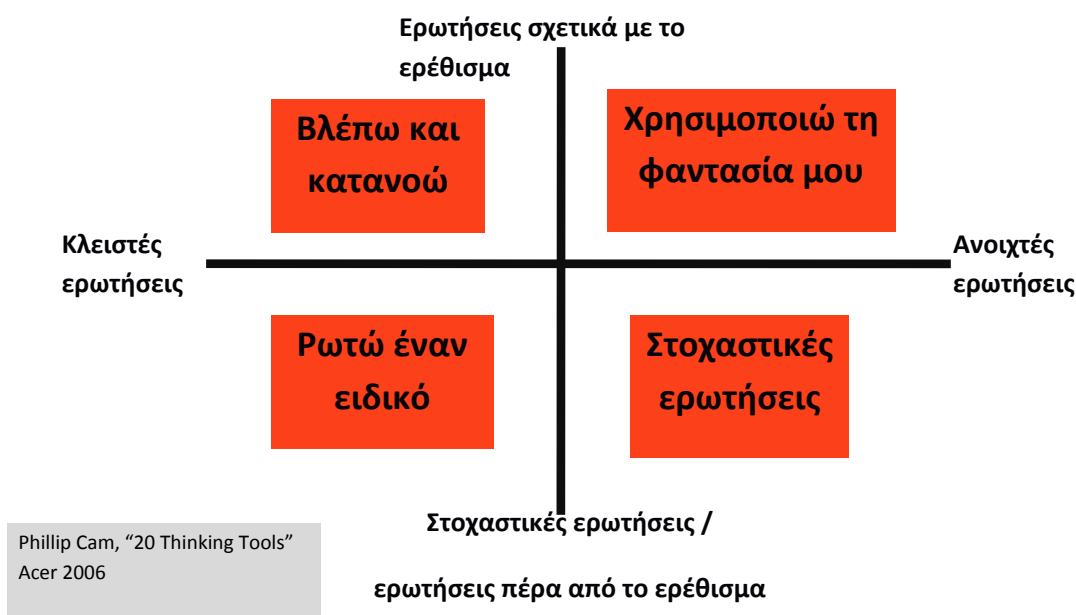 Ερωτήσεις σχετικά με το
ερέθισμα
Βλέπω και
κατανοώ
Χρησιμοποιώ τη
φαντασία μου
Κλειστές
ερωτήσεις
Ανοιχτές
ερωτήσεις
Ρωτώ έναν
ειδικό
Στοχαστικές
ερωτήσεις
Στοχαστικές ερωτήσεις /
ερωτήσεις πέρα από το ερέθισμα
Phillip Cam, “20 Thinking Tools”
Acer 2006